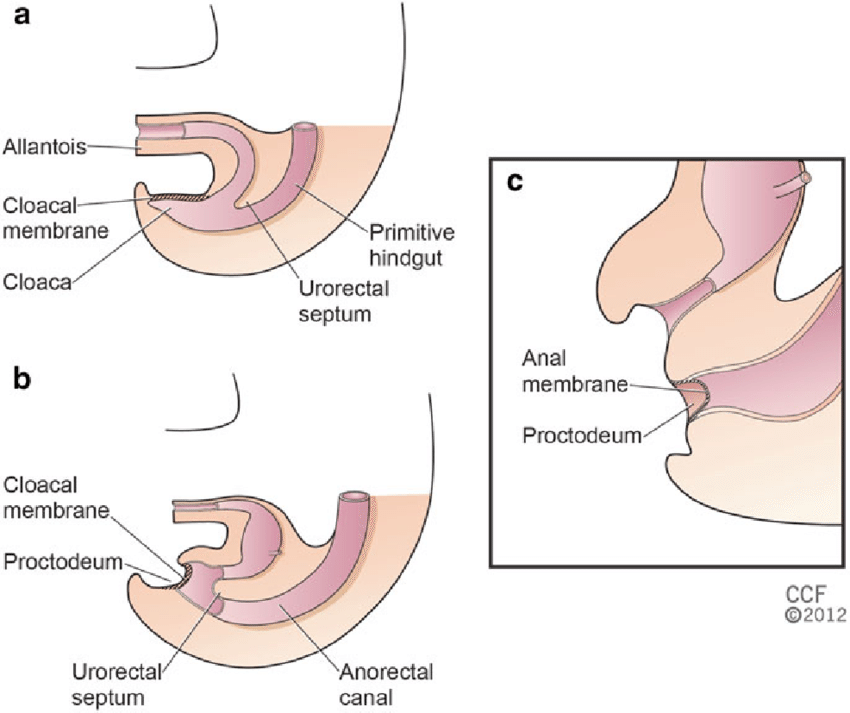 a
Allantois
Cloacal
membrane
Cloaca
Primitive
hindgut
Urorectal
septum
b
Cloacal
membrane
Proctodeum
Urorectal
septum
Anorectal
canal
c
Anal
membrane
Proctodeum
CCF
©2012